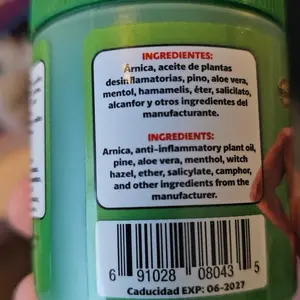 INGREDIENTES:
Árnica, aceite de plantas
desinflamatorias, pino, aloe vera,
mentol, hamamelis, éter, salicilato,
alcanfor y otros ingredientes del
manufacturante.
INGREDIENTS:
Arnica, anti-inflammatory plant oil,
pine, aloe vera, menthol, witch
hazel, ether, salicylate, camphor,
and other ingredients from the
manufacturer.
6 91028 08043 5
Caducidad EXP: 06-2027